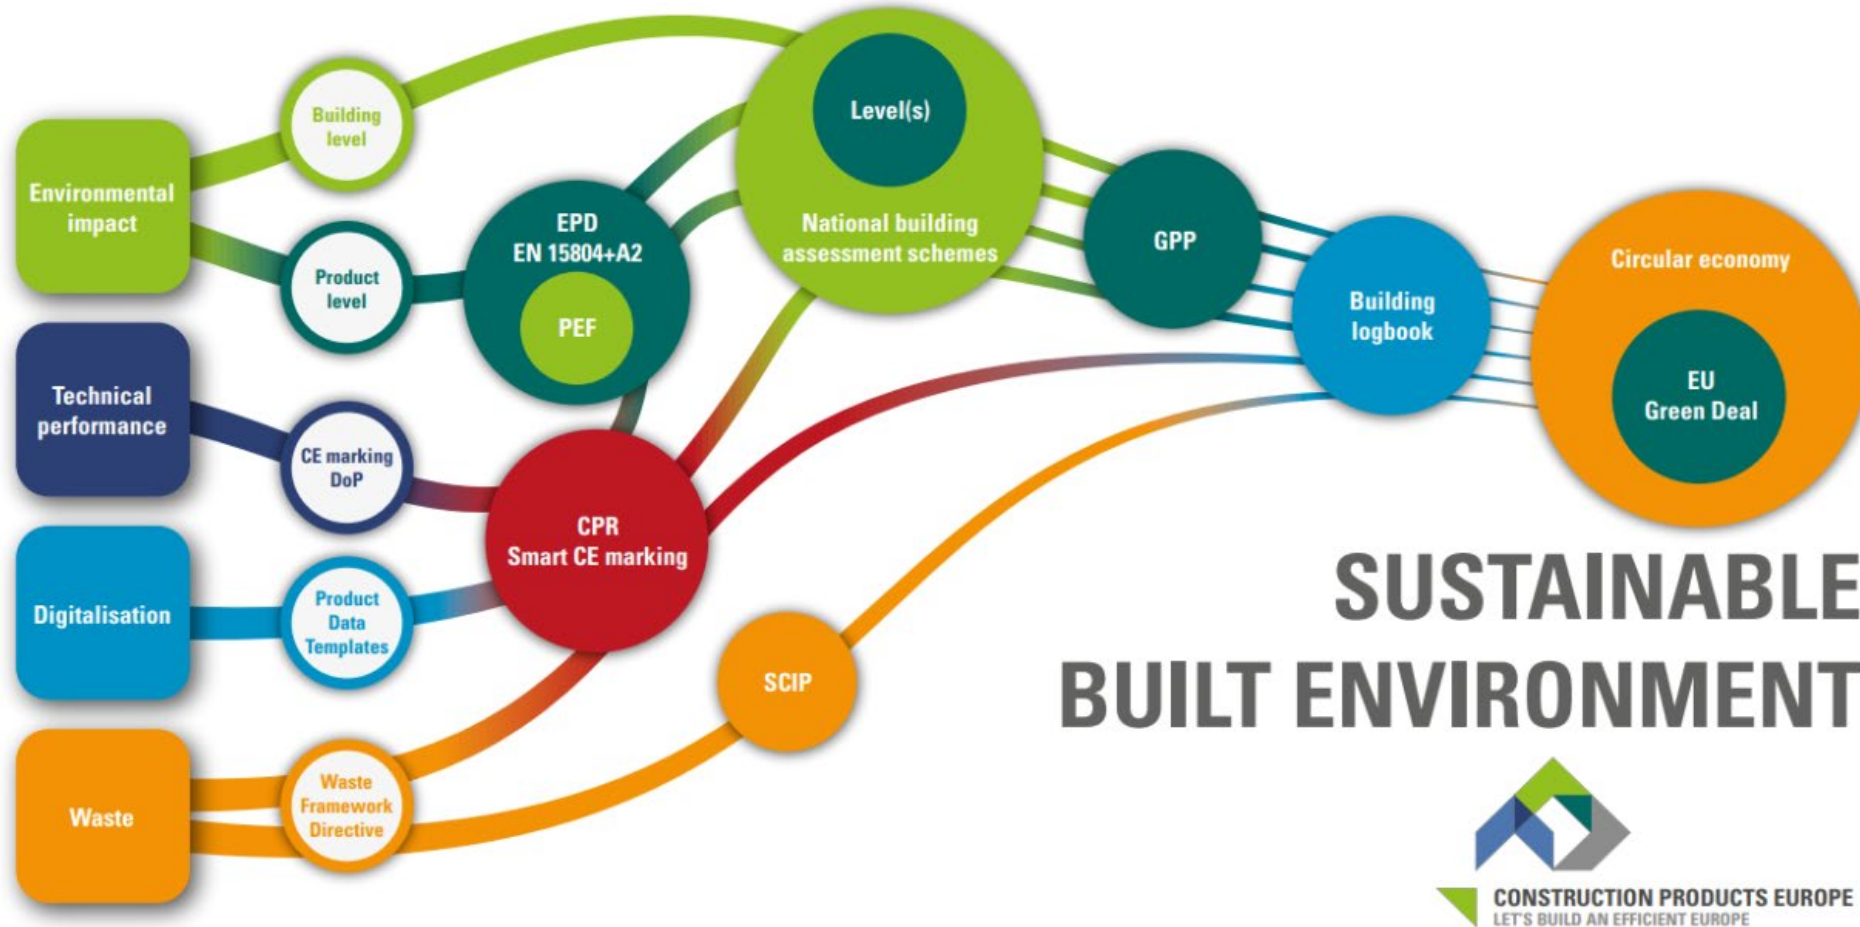 Environmental
impact
Technical
performance
Digitalisation
Waste
Building
level
Product
level
CE marking
DoP
Product
Data
Templates
Waste
Framework
Directive
EPD
EN 15804+A2
PEF
CPR
Smart CE marking
SCIP
Level(s)
National building
assessment schemes
GPP
Building
logbook
Circular economy
EU
Green Deal
SUSTAINABLE
BUILT ENVIRONMENT
CONSTRUCTION PRODUCTS EUROPE
LET'S BUILD AN EFFICIENT EUROPE